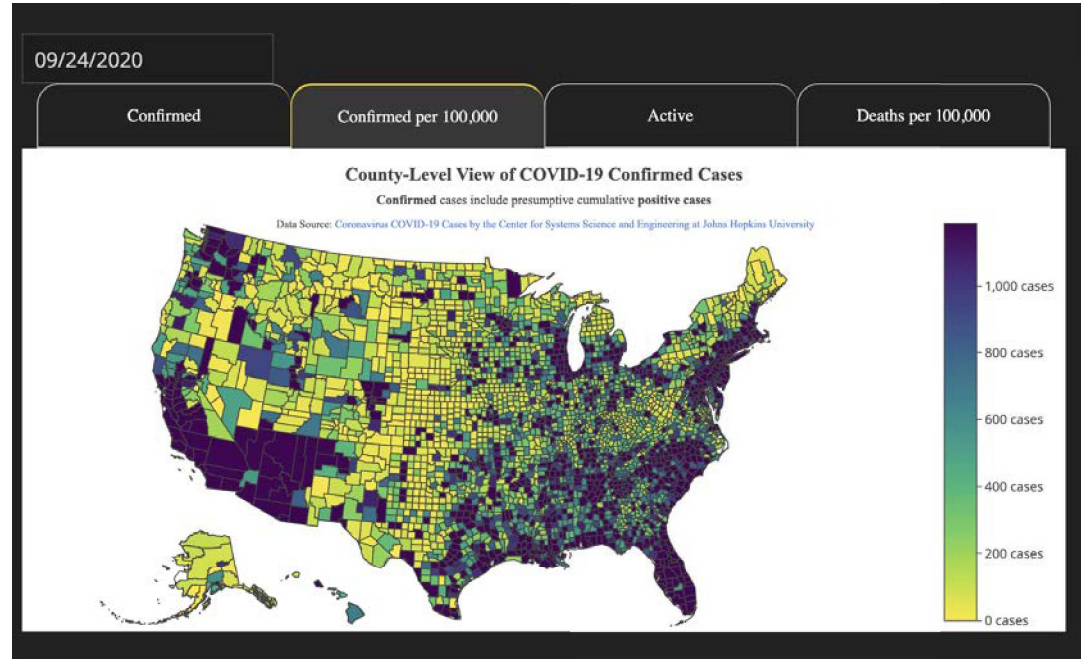 09/24/2020
Confirmed
Confirmed per 100,000
Active
Deaths per 100,000
County-Level View of COVID-19 Confirmed Cases
Confirmed cases include presumptive cumulative positive cases
Data Source: Coronavirus COVID-19 Cases by the Center for Systems Science and Engineering at Johns Hopkins University
1,000 cases
800 cases
600 cases
400 cases
200 cases
0 cases